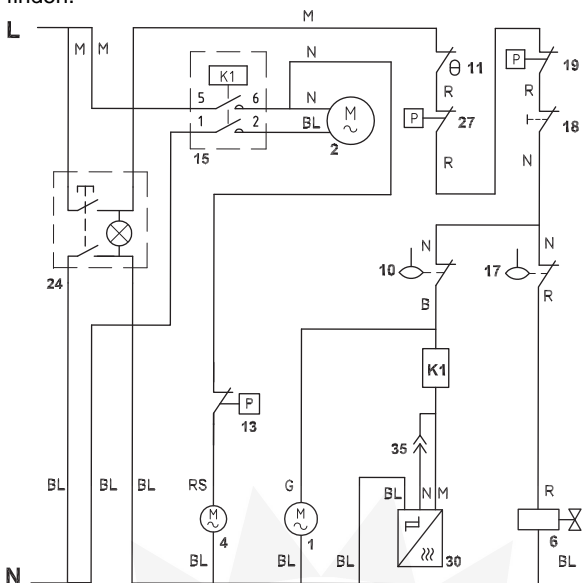 finden.
L
M
M M
N
K1
P
19
θ 11
5 6
N
M
R
R
1 2
BL
P
27
18
15
2
R
N
24
N
N
10
17
B
R
K1
P
13
35
BL BL BL
RS
G
BL N M
R
M
4
M
1
30
6
N
BL
BL
BL
BL